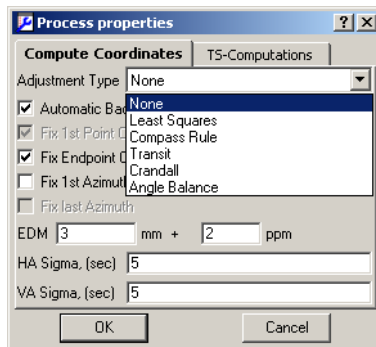 Process properties
Compute Coordinates TS-Computations
Adjustment Type None
None
Least Squares
Compass Rule
Transit
Crandall
Angle Balance
Automatic
Fix 1st Point
Fix Endpoint
Fix 1st
Fix last Azimuth
EDM 3 mm + 2 ppm
HA Sigma, (sec) 5
VA Sigma, (sec) 5
OK Cancel